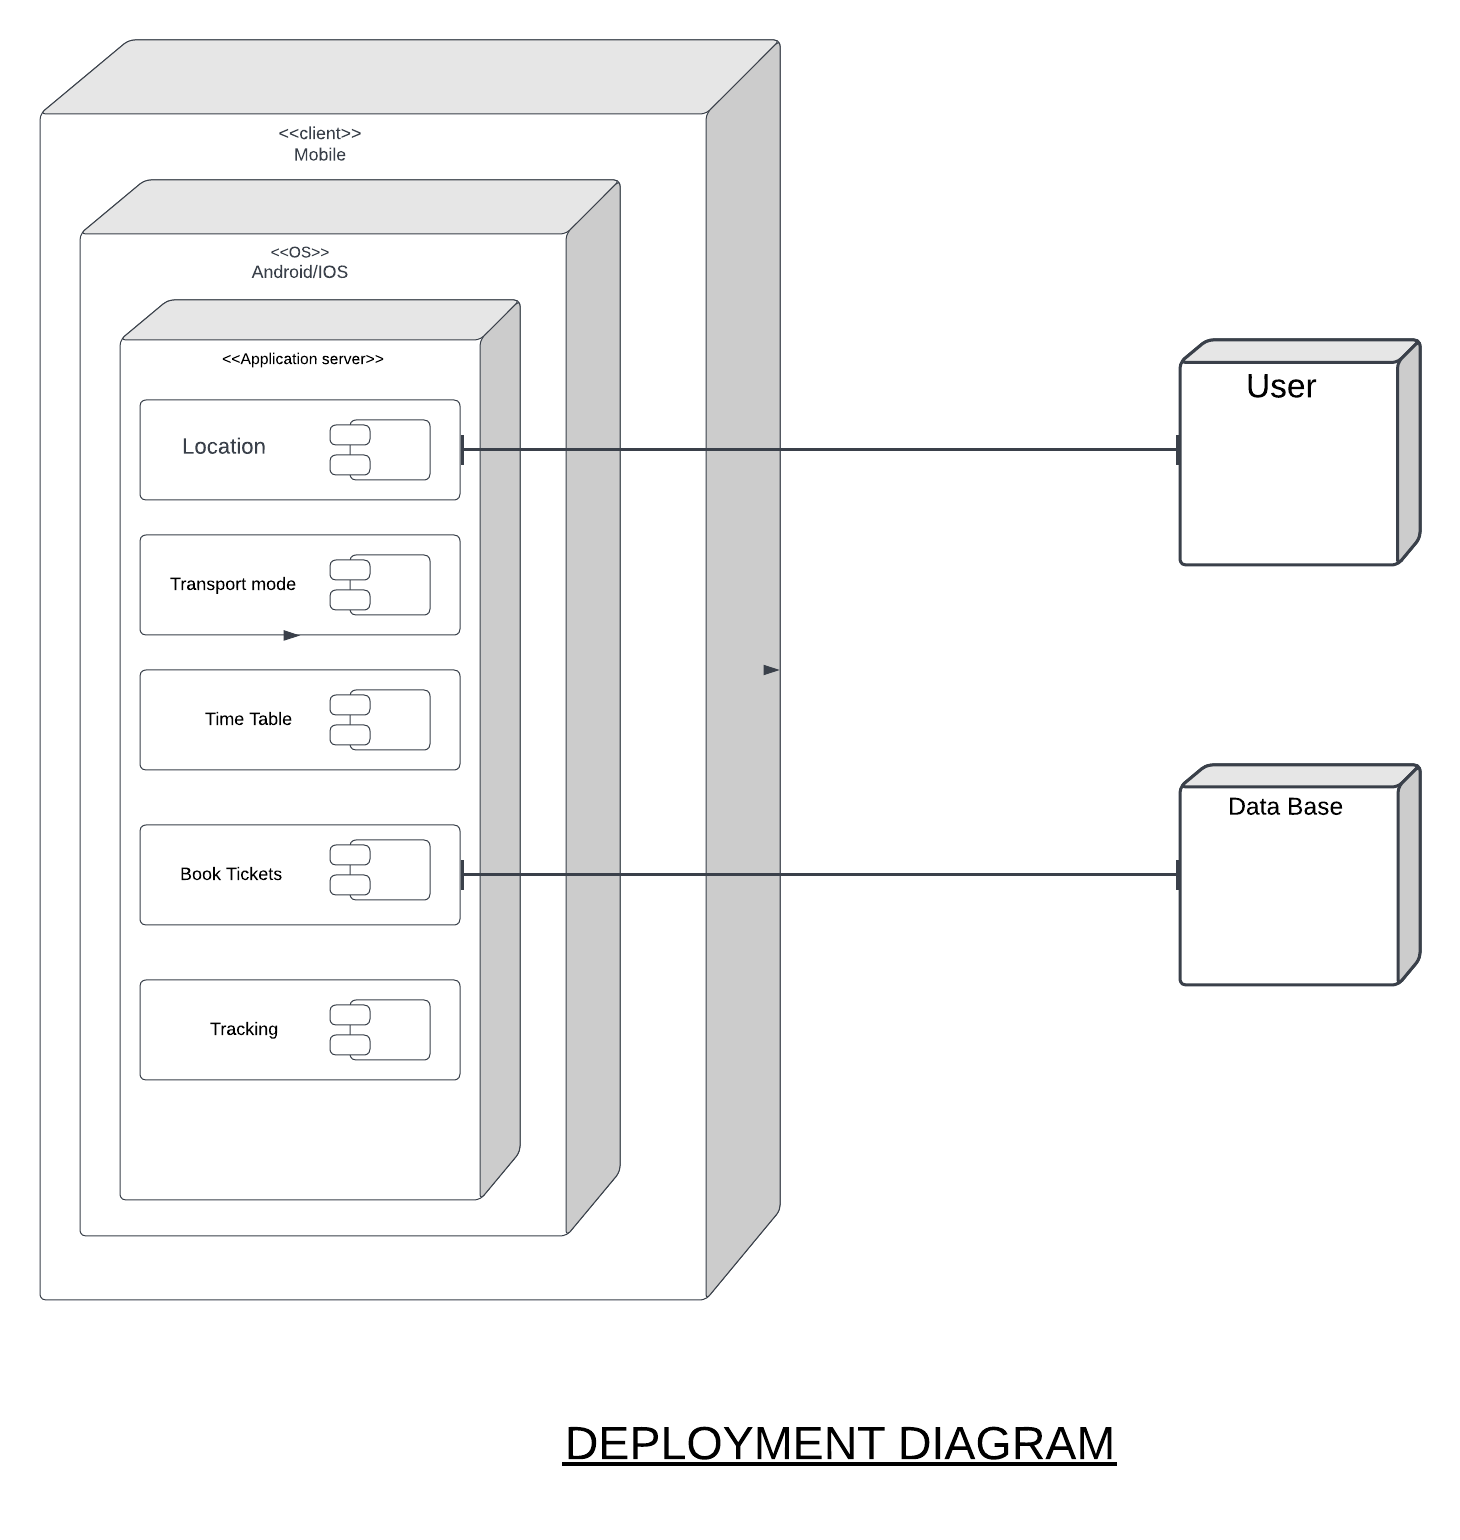 <<client>>
Mobile
<<OS>>
Android/IOS
<<Application server>>
Location
Transport mode
Time Table
Book Tickets
Tracking
User
Data Base
DEPLOYMENT DIAGRAM